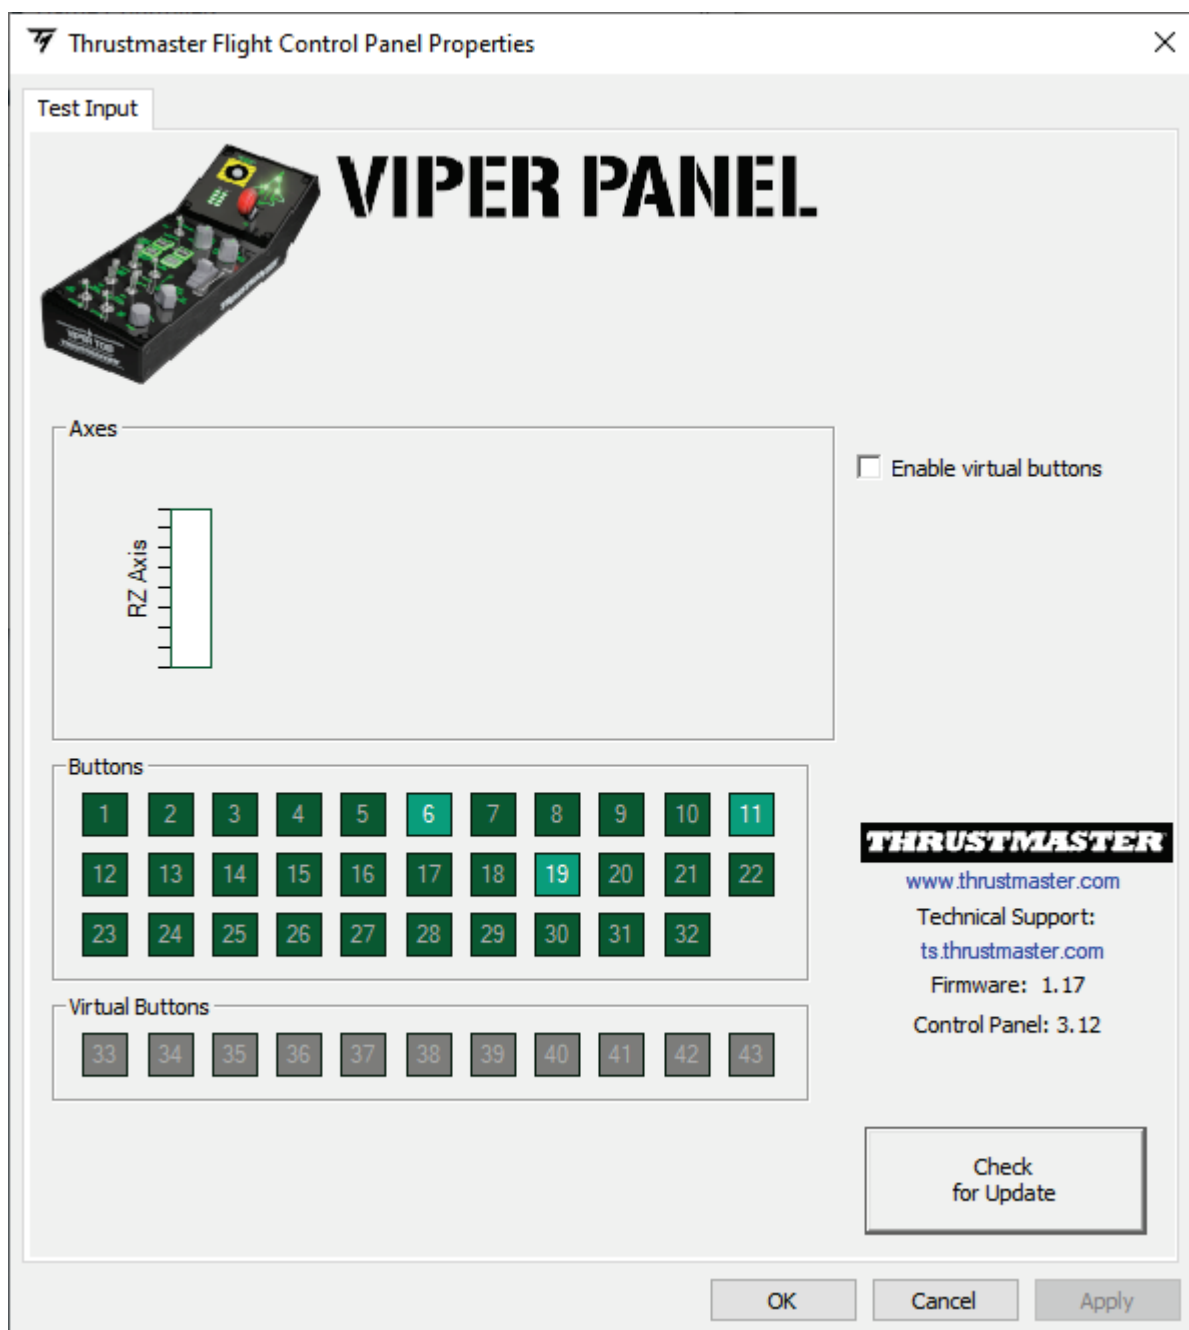 Thrustmaster Flight Control Panel Properties
Test Input
VIPER PANEL
THRUSTMASTER
VIPER TQS
Axes
Enable virtual buttons
RZ Axis
Buttons
1 2 3 4 5 6 7 8 9 10 11
12 13 14 15 16 17 18 19 20 21 22
23 24 25 26 27 28 29 30 31 32
THRUSTMASTER
www.thrustmaster.com
Technical Support:
ts.thrustmaster.com
Firmware: 1.17
Control Panel: 3.12
Virtual Buttons
33 34 35 36 37 38 39 40 41 42 43
Check
for Update
OK Cancel Apply